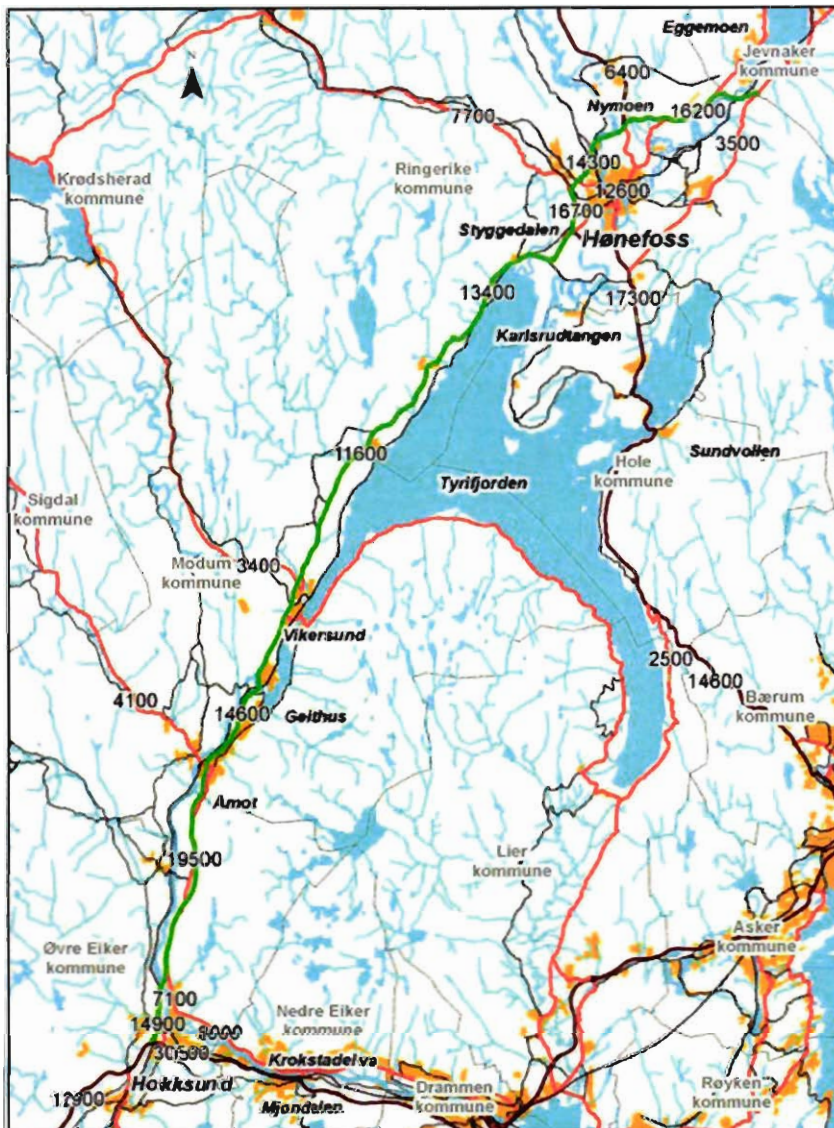 Eggemoen
Jevnaker
kommune
6400
Nymoen
16200
7700
3500
14300
Ringerike
kommune
Krødsherad
kommune
12600
16700
Styggedalen
Hønefoss
13400
17300
Karlsrudtangen
11600
Sundvollen
Tyrifjorden
Hole
kommune
Sigdal
kommune
Modum
kommune
3400
Vikersund
2500
14600
Bærum
kommune
4100
14600
Geithus
Åmot
19500
Lier
kommune
Asker
kommune
Øvre Eiker
kommune
7100
Nedre Eiker
kommune
14900
30500
Krokstadelva
Hokksund
Drammen
kommune
Røyken
kommune
12900
Mjøndalen